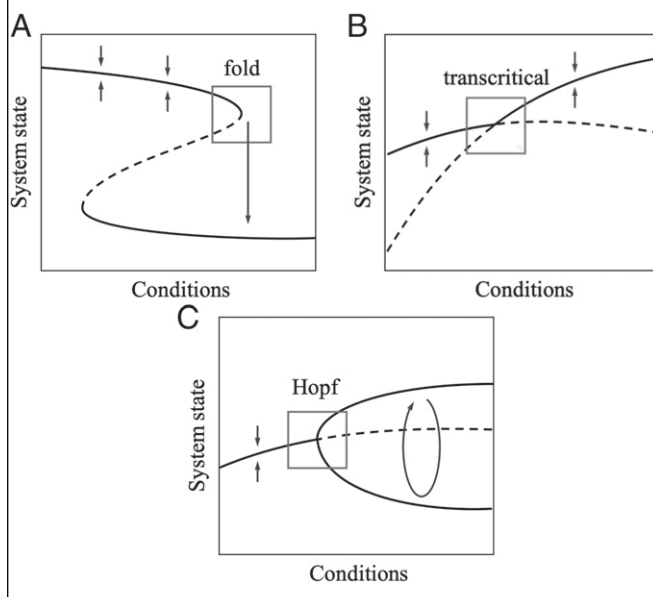 A
fold
System state
Conditions
B
transcritical
System state
Conditions
C
Hopf
System state
Conditions